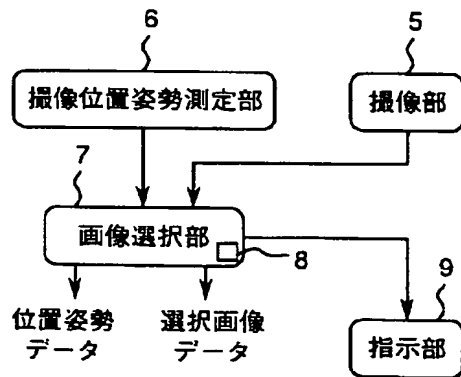 6
5
撮像位置姿勢測定部
撮像部
7
画像選択部
8
9
位置姿勢
データ
選択画像
データ
指示部